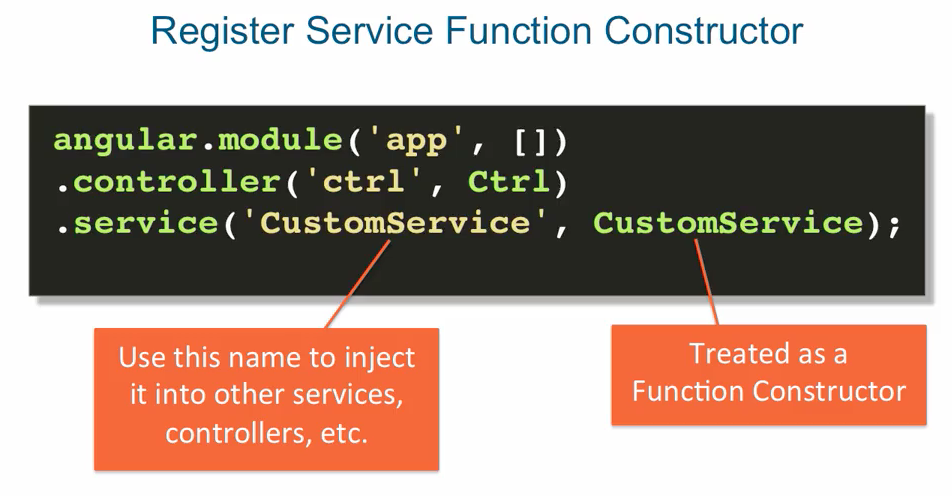 Register Service Function Constructor
angular.module('app', [])
.controller('ctrl', Ctrl)
.service('CustomService', CustomService);
Use this name to inject
it into other services,
controllers, etc.
Treated as a
Function Constructor